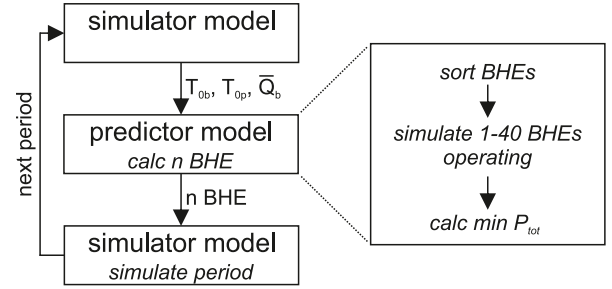 simulator model
T0b, T0p, Q̅b
predictor model
calc n BHE
n BHE
simulator model
simulate period
next period
sort BHEs
simulate 1-40 BHEs
operating
calc min Ptot